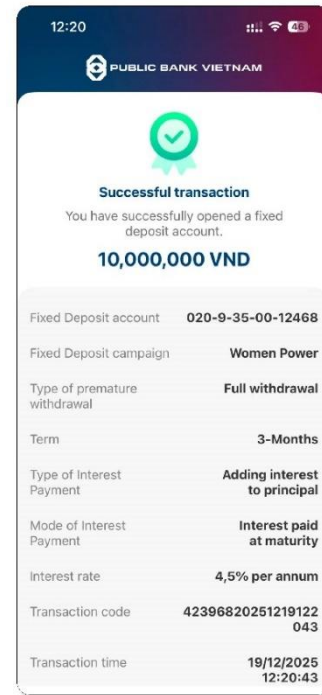 12:20
46
PUBLIC BANK VIETNAM
Successful transaction
You have successfully opened a fixed
deposit account.
10,000,000 VND
Fixed Deposit account 020-9-35-00-12468
Fixed Deposit campaign Women Power
Type of premature Full withdrawal
withdrawal
Term 3-Months
Type of Interest Adding interest
Payment to principal
Mode of Interest Interest paid
Payment at maturity
Interest rate 4,5% per annum
Transaction code 42396820251219122
043
Transaction time 19/12/2025
12:20:43